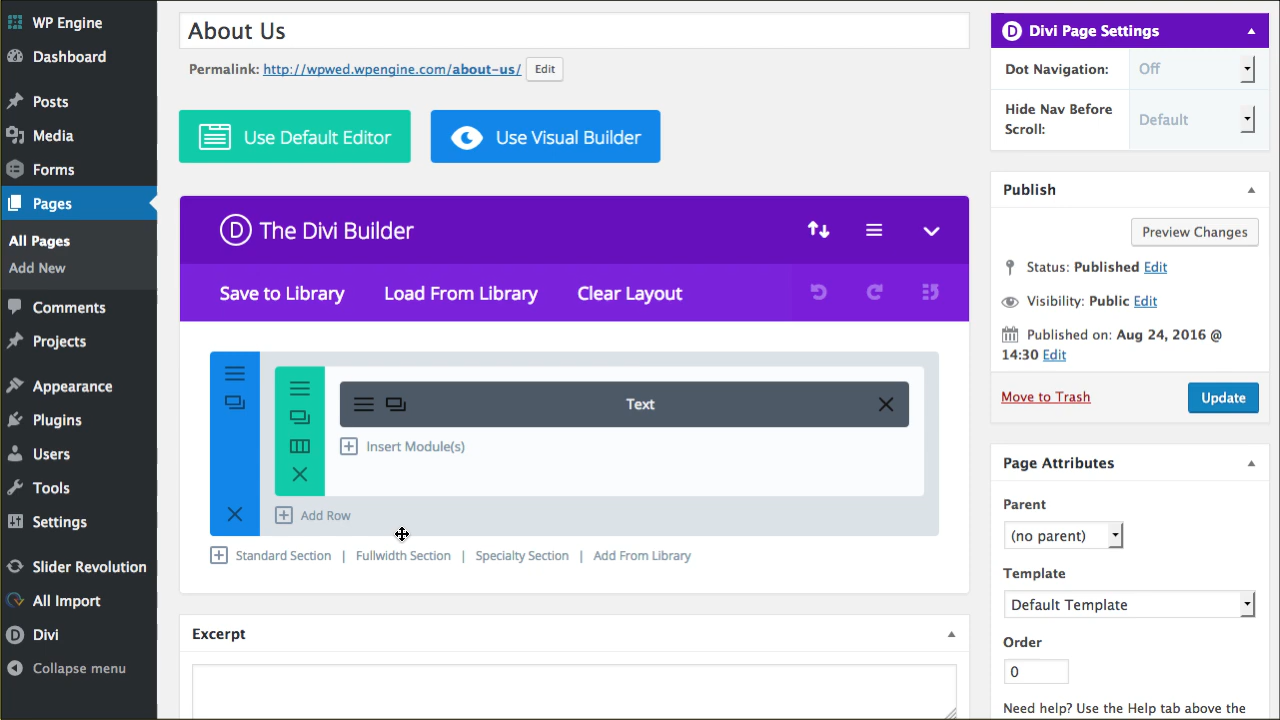 WP Engine
Dashboard
Posts
Media
Forms
Pages
All Pages
Add New
Comments
Projects
Appearance
Plugins
Users
Tools
Settings
Slider Revolution
All Import
Divi
Collapse menu
About Us
Permalink: http://wpwed.wpengine.com/about-us/ Edit
Use Default Editor Use Visual Builder
D The Divi Builder
Save to Library Load From Library Clear Layout
Text
Insert Module(s)
Add Row
Standard Section | Fullwidth Section | Specialty Section | Add From Library
Excerpt
D Divi Page Settings
Dot Navigation: Off
Hide Nav Before
Scroll: Default
Publish
Preview Changes
Status: Published Edit
Visibility: Public Edit
Published on: Aug 24, 2016 @
14:30 Edit
Move to Trash Update
Page Attributes
Parent
(no parent)
Template
Default Template
Order
0
Need help? Use the Help tab above the